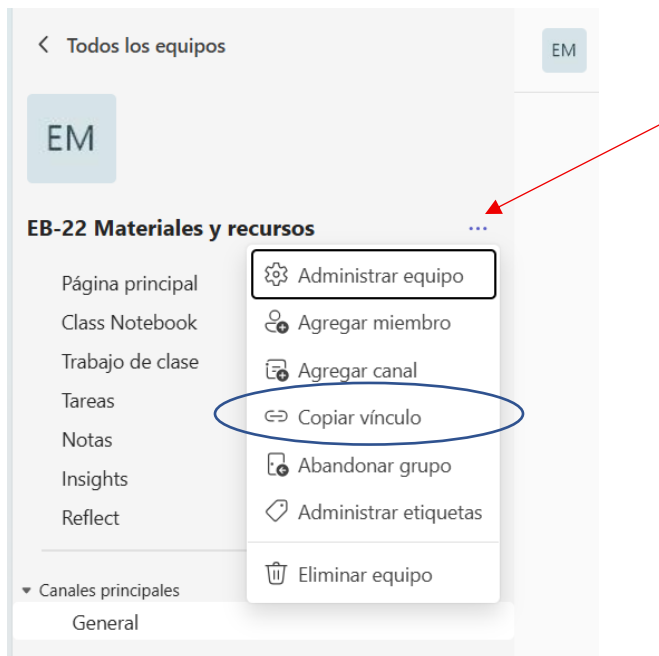 Todos los equipos
EM
EM
EB-22 Materiales y recursos
Página principal
Class Notebook
Trabajo de clase
Tareas
Notas
Insights
Reflect
Administrar equipo
Agregar miembro
Agregar canal
Copiar vínculo
Abandonar grupo
Administrar etiquetas
Eliminar equipo
Canales principales
General